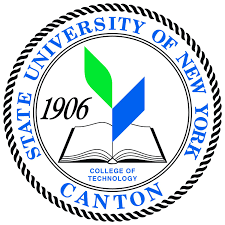 STATE UNIVERSITY OF NEW YORK
1906
COLLEGE OF
TECHNOLOGY
CANTON